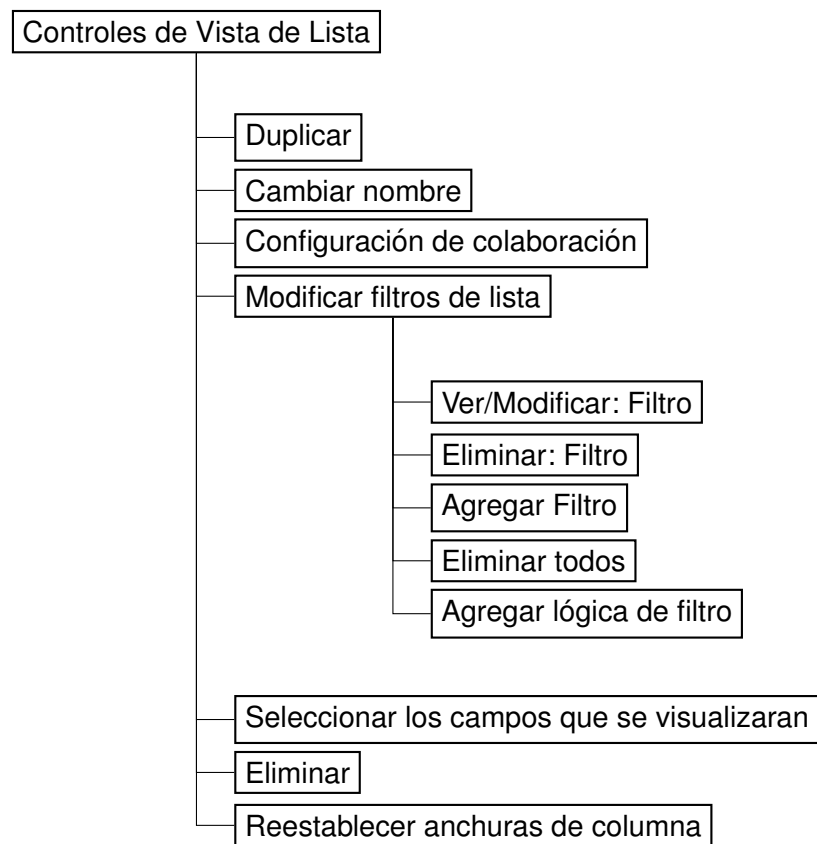 Controles de Vista de Lista
Duplicar
Cambiar nombre
Configuración de colaboración
Modificar filtros de lista
Ver/Modificar: Filtro
Eliminar: Filtro
Agregar Filtro
Eliminar todos
Agregar lógica de filtro
Seleccionar los campos que se visualizaran
Eliminar
Reestablecer anchuras de columna